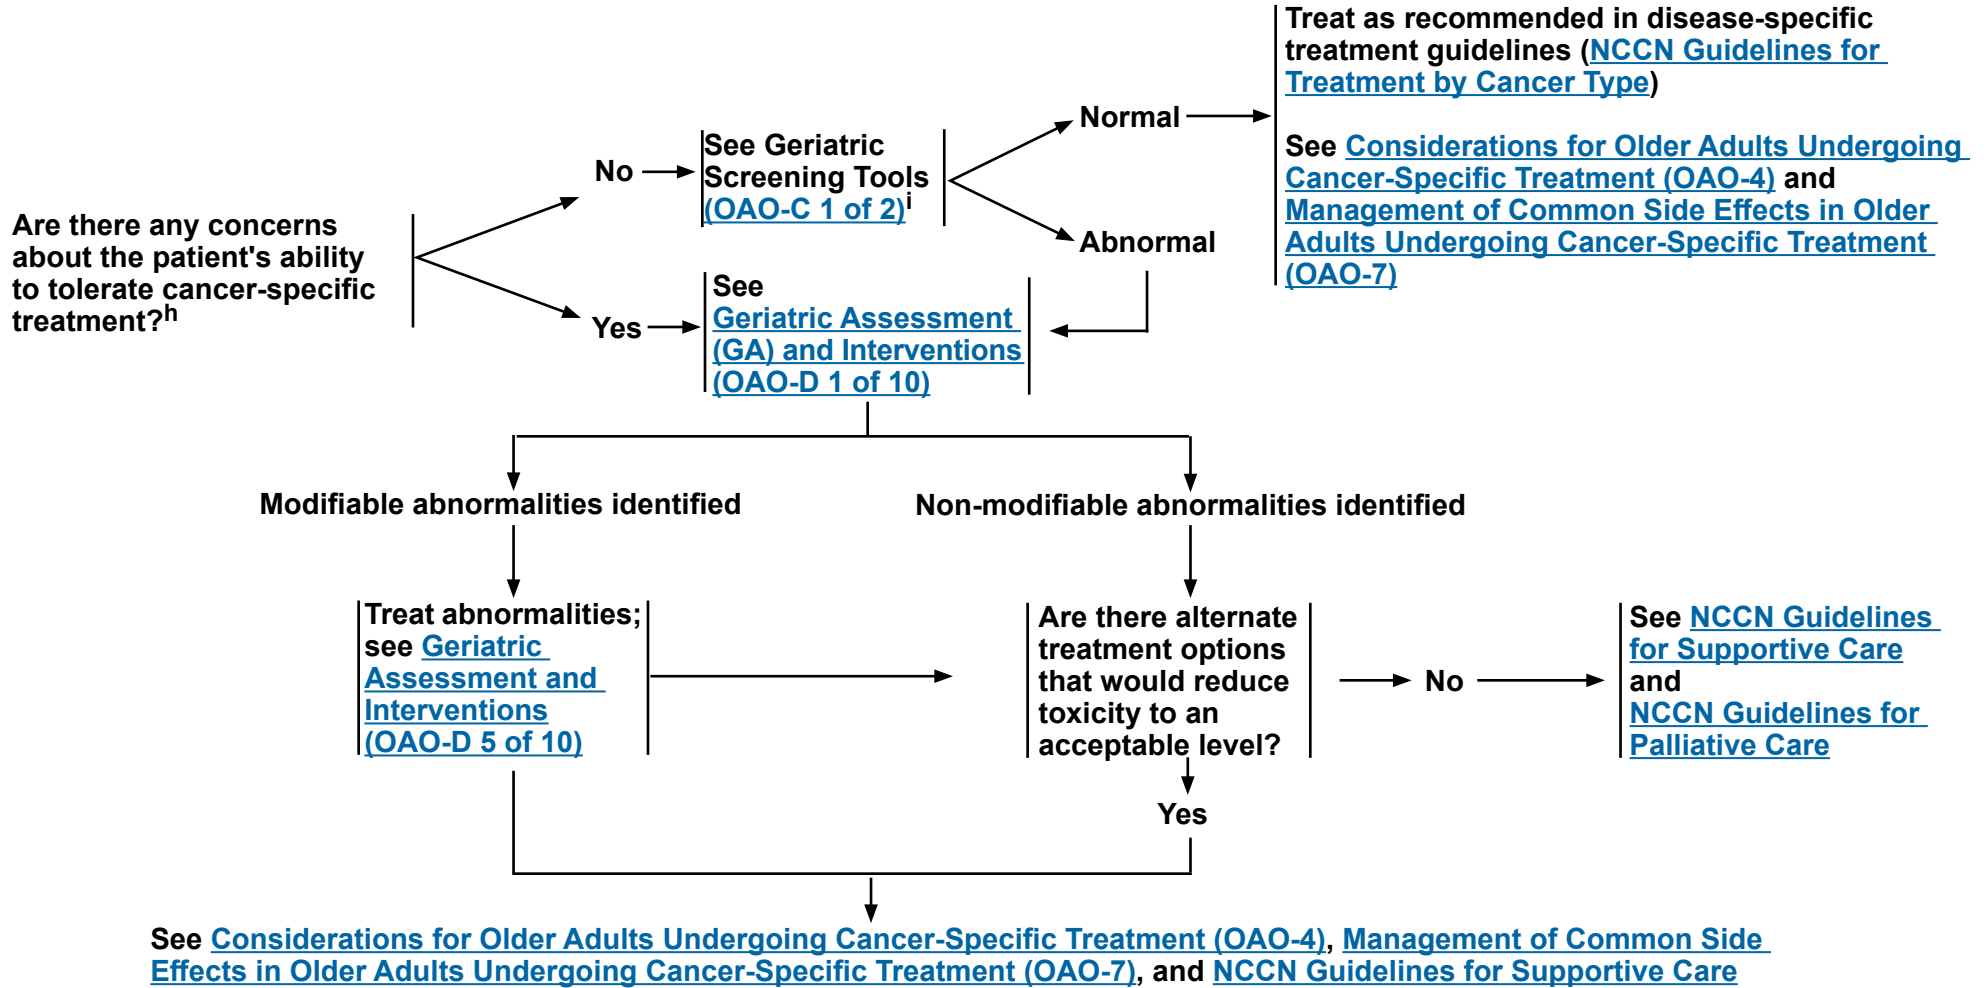 Are there any concerns
about the patient's ability
to tolerate cancer-specific
treatment?h
No
See Geriatric
Screening Tools
(OAO-C 1 of 2)i
Normal
Treat as recommended in disease-specific
treatment guidelines (NCCN Guidelines for
Treatment by Cancer Type)
See Considerations for Older Adults Undergoing
Cancer-Specific Treatment (OAO-4) and
Management of Common Side Effects in Older
Adults Undergoing Cancer-Specific Treatment
(OAO-7)
Abnormal
Yes
See
Geriatric Assessment
(GA) and Interventions
(OAO-D 1 of 10)
Modifiable abnormalities identified
Non-modifiable abnormalities identified
Treat abnormalities;
see Geriatric
Assessment and
Interventions
(OAO-D 5 of 10)
Are there alternate
treatment options
that would reduce
toxicity to an
acceptable level?
No
See NCCN Guidelines
for Supportive Care
and
NCCN Guidelines for
Palliative Care
Yes
See Considerations for Older Adults Undergoing Cancer-Specific Treatment (OAO-4), Management of Common Side
Effects in Older Adults Undergoing Cancer-Specific Treatment (OAO-7), and NCCN Guidelines for Supportive Care